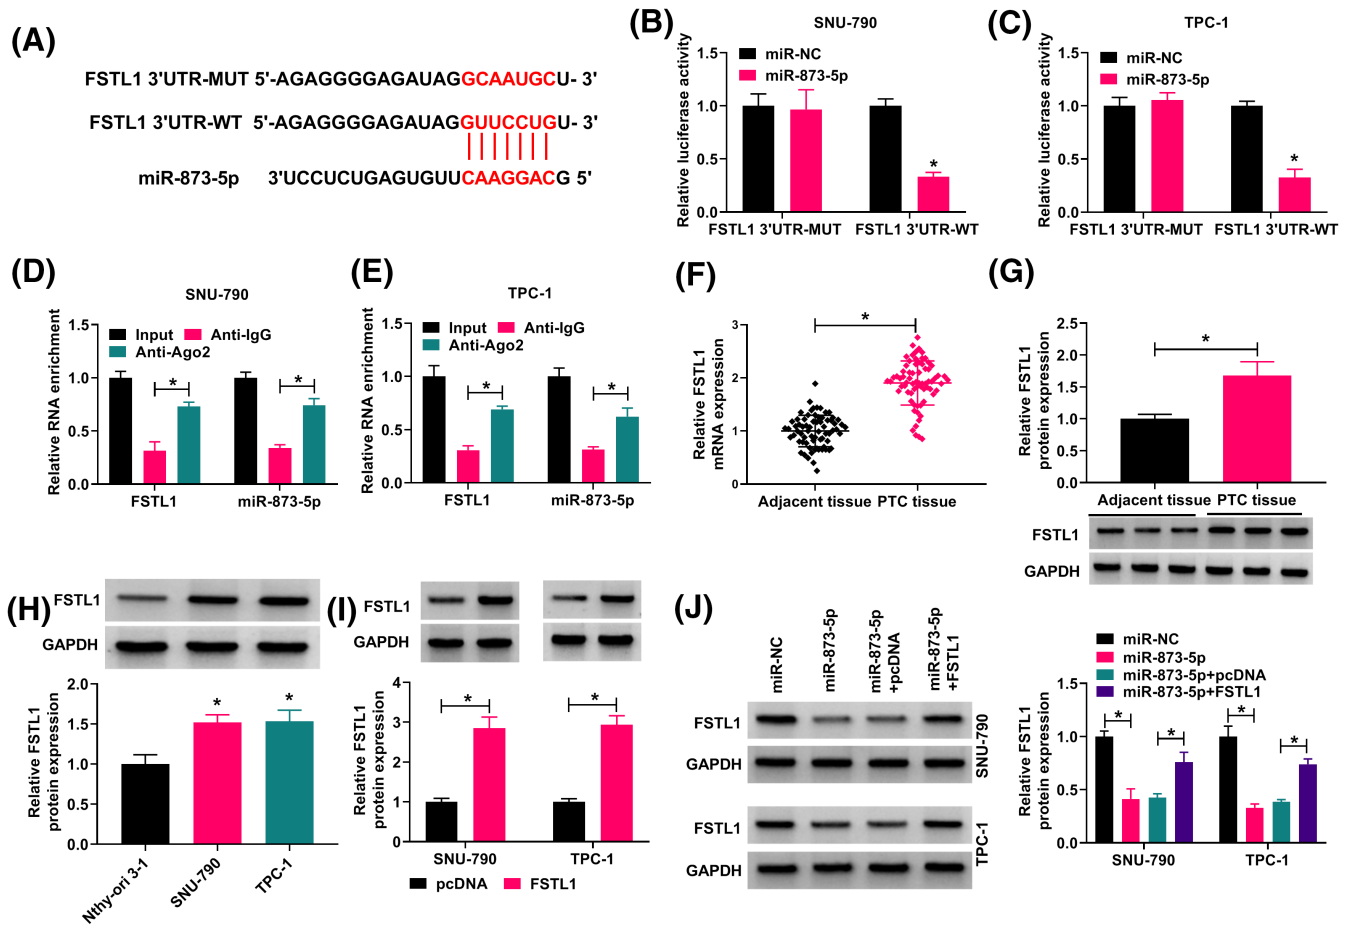 (A)
FSTL1 3'UTR-MUT 5'-AGAGGGGAGAUAGGCAAUGCU- 3'
FSTL1 3'UTR-WT 5'-AGAGGGGAGAUAGGUUCCUGU- 3'
miR-873-5p 3'UCCUCUGAGUGUUCAAGGACG 5'
(B)
SNU-790
Relative luciferase activity
1.5
1.0
0.5
0.0
miR-NC
miR-873-5p
*
FSTL1 3'UTR-MUT FSTL1 3'UTR-WT
(C)
TPC-1
Relative luciferase activity
1.5
1.0
0.5
0.0
miR-NC
miR-873-5p
*
FSTL1 3'UTR-MUT FSTL1 3'UTR-WT
(D)
SNU-790
Relative RNA enrichment
1.5
1.0
0.5
0.0
Input Anti-IgG
Anti-Ago2
* *
FSTL1 miR-873-5p
(E)
TPC-1
Relative RNA enrichment
1.5
1.0
0.5
0.0
Input Anti-IgG
Anti-Ago2
* *
FSTL1 miR-873-5p
(F)
Relative FSTL1
mRNA expression
3
2
1
0
*
Adjacent tissue PTC tissue
(G)
Relative FSTL1
protein expression
2.5
2.0
1.5
1.0
0.5
0.0
*
Adjacent tissue PTC tissue
FSTL1
GAPDH
(H)
FSTL1
GAPDH
Relative FSTL1
protein expression
2.0
1.5
1.0
0.5
0.0
* *
Nthy-ori 3-1
SNU-790
TPC-1
(I)
FSTL1
GAPDH
Relative FSTL1
protein expression
4
3
2
1
0
* *
SNU-790 TPC-1
pcDNA FSTL1
(J)
miR-NC
miR-873-5p
miR-873-5p
+pcDNA
miR-873-5p
+FSTL1
FSTL1
GAPDH
SNU-790
FSTL1
GAPDH
TPC-1
miR-NC
miR-873-5p
miR-873-5p+pcDNA
miR-873-5p+FSTL1
Relative FSTL1
protein expression
1.5
1.0
0.5
0.0
* * * *
SNU-790 TPC-1